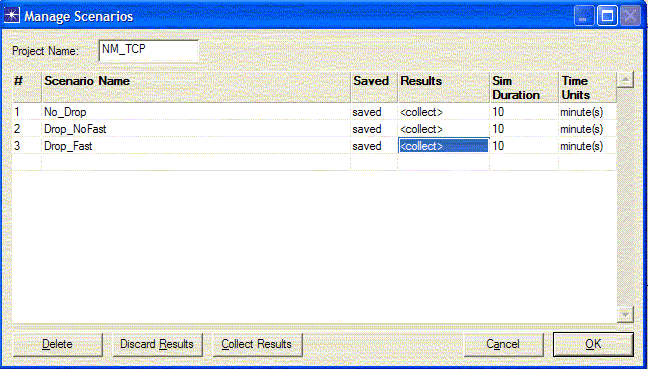 Manage Scenarios
Project Name: NM_TCP
# Scenario Name Saved Results Sim Duration Time Units
1 No_Drop saved <collect> 10 minute(s)
2 Drop_NoFast saved <collect> 10 minute(s)
3 Drop_Fast saved <collect> 10 minute(s)
Delete Discard Results Collect Results Cancel OK